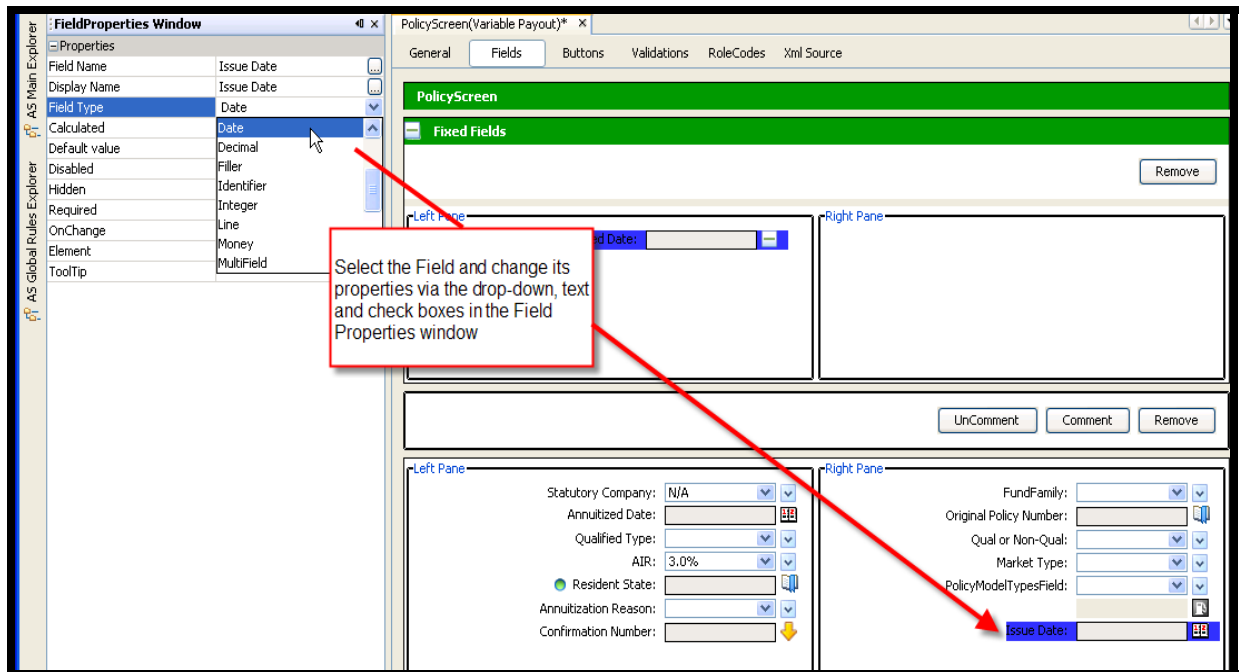 AS Main Explorer
AS Global Rules Explorer
FieldProperties Window
Properties
Field Name Issue Date ...
Display Name Issue Date ...
Field Type Date
Calculated
Default value
Disabled
Hidden
Required
OnChange
Element
ToolTip
Date
Decimal
Filler
Identifier
Integer
Line
Money
MultiField
Select the Field and change its
properties via the drop-down, text
and check boxes in the Field
Properties window
PolicyScreen(Variable Payout)*
General Fields Buttons Validations RoleCodes Xml Source
PolicyScreen
Fixed Fields
Remove
Left Pane
Date:
Right Pane
UnComment Comment Remove
Left Pane
Statutory Company: N/A
Annuitized Date:
Qualified Type:
AIR: 3.0%
Resident State:
Annuitization Reason:
Confirmation Number:
Right Pane
FundFamily:
Original Policy Number:
Qual or Non-Qual:
Market Type:
PolicyModelTypesField:
Issue Date: